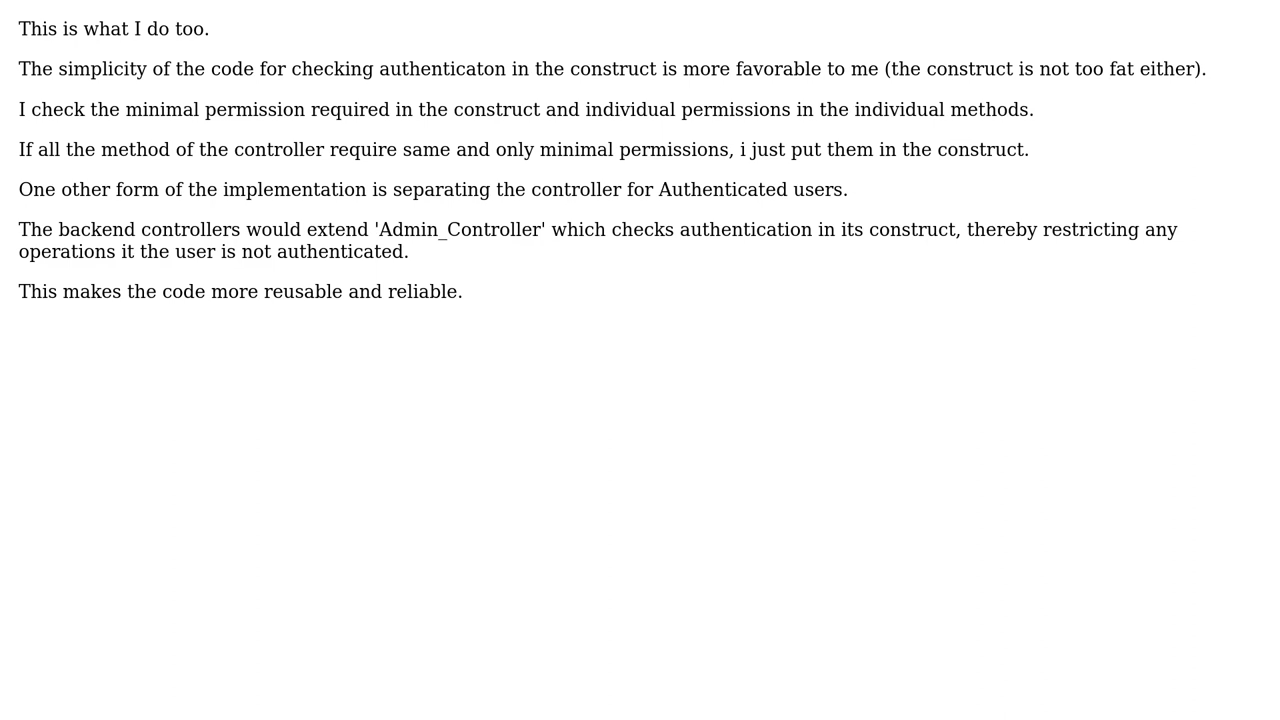 This is what I do too.
The simplicity of the code for checking authenticaton in the construct is more favorable to me (the construct is not too fat either).
I check the minimal permission required in the construct and individual permissions in the individual methods.
If all the method of the controller require same and only minimal permissions, i just put them in the construct.
One other form of the implementation is separating the controller for Authenticated users.
The backend controllers would extend 'Admin_Controller' which checks authentication in its construct, thereby restricting any
operations it the user is not authenticated.
This makes the code more reusable and reliable.